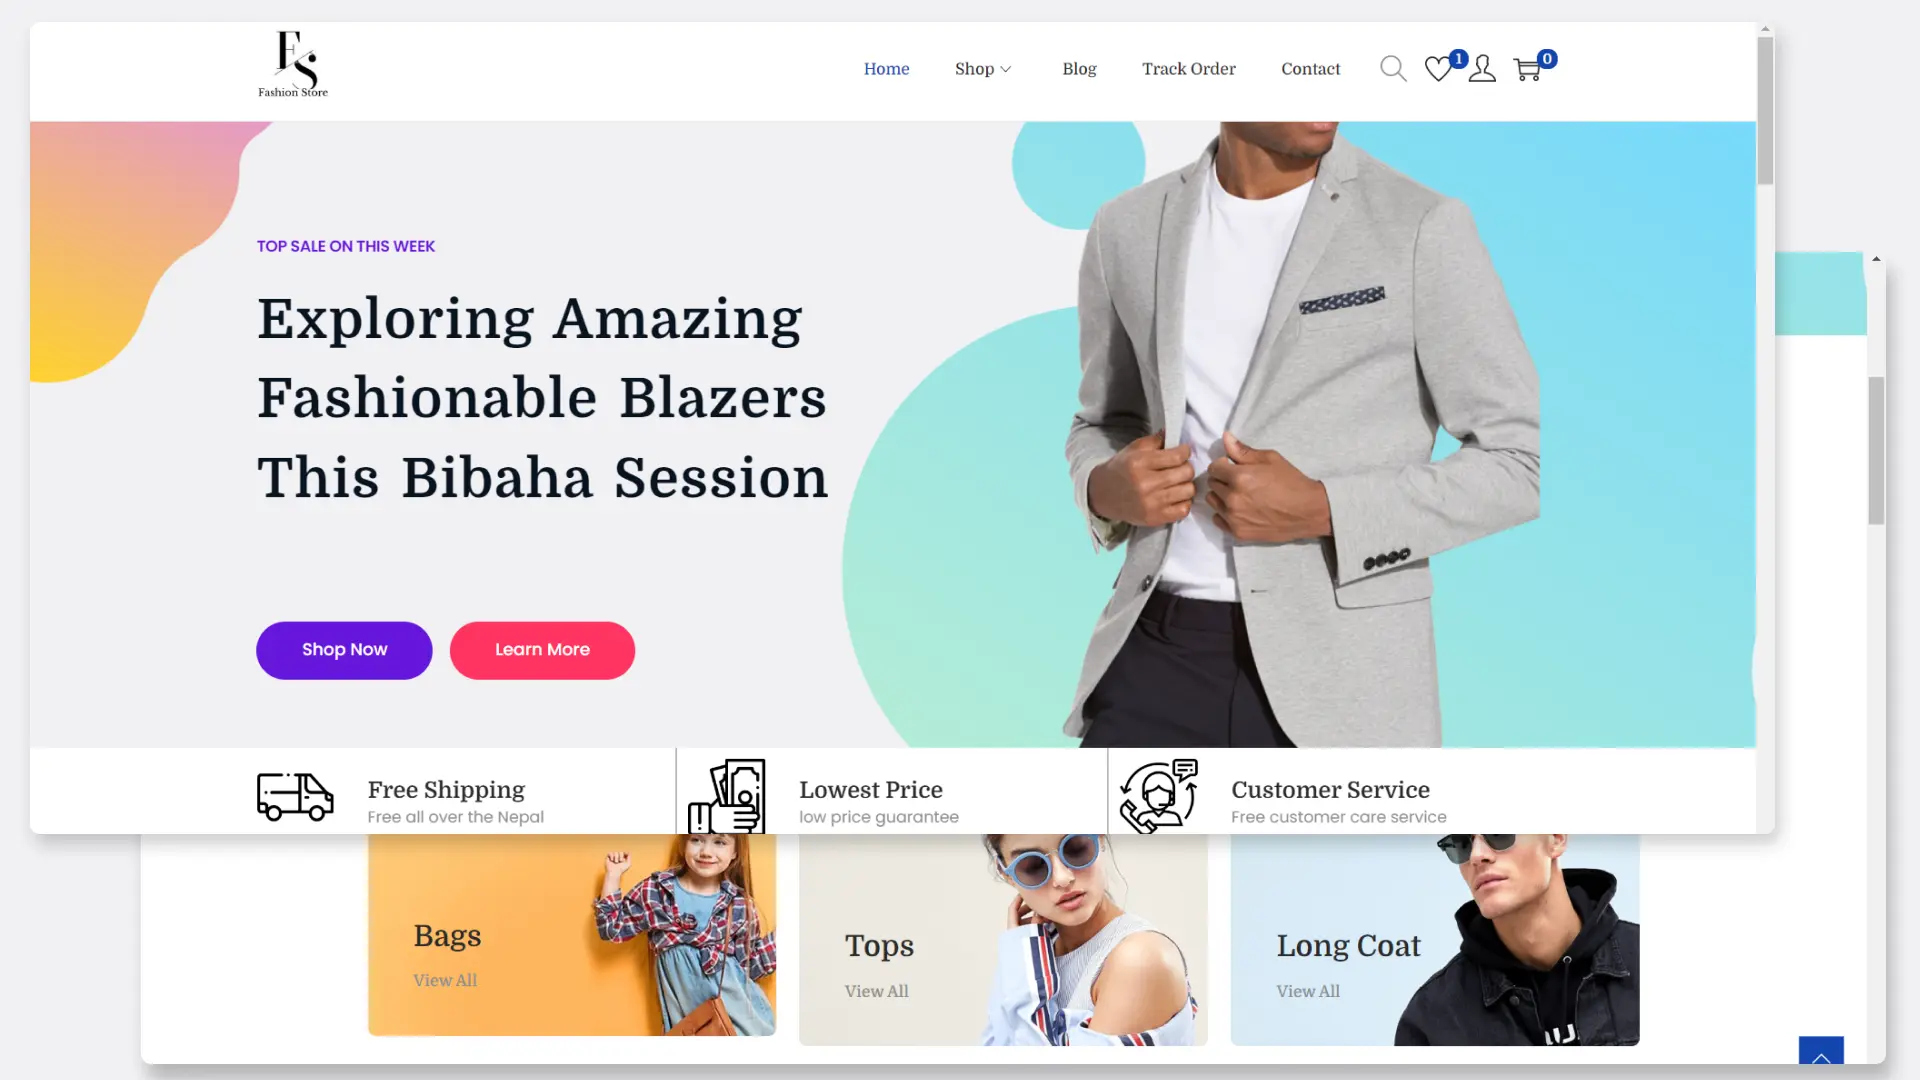 FS
Fashion Store
Home
Shop
Blog
Track Order
Contact
1
0
TOP SALE ON THIS WEEK
Exploring Amazing
Fashionable Blazers
This Bibaha Session
Shop Now
Learn More
Free Shipping
Free all over the Nepal
Lowest Price
low price guarantee
Customer Service
Free customer care service
Bags
View All
Tops
View All
Long Coat
View All